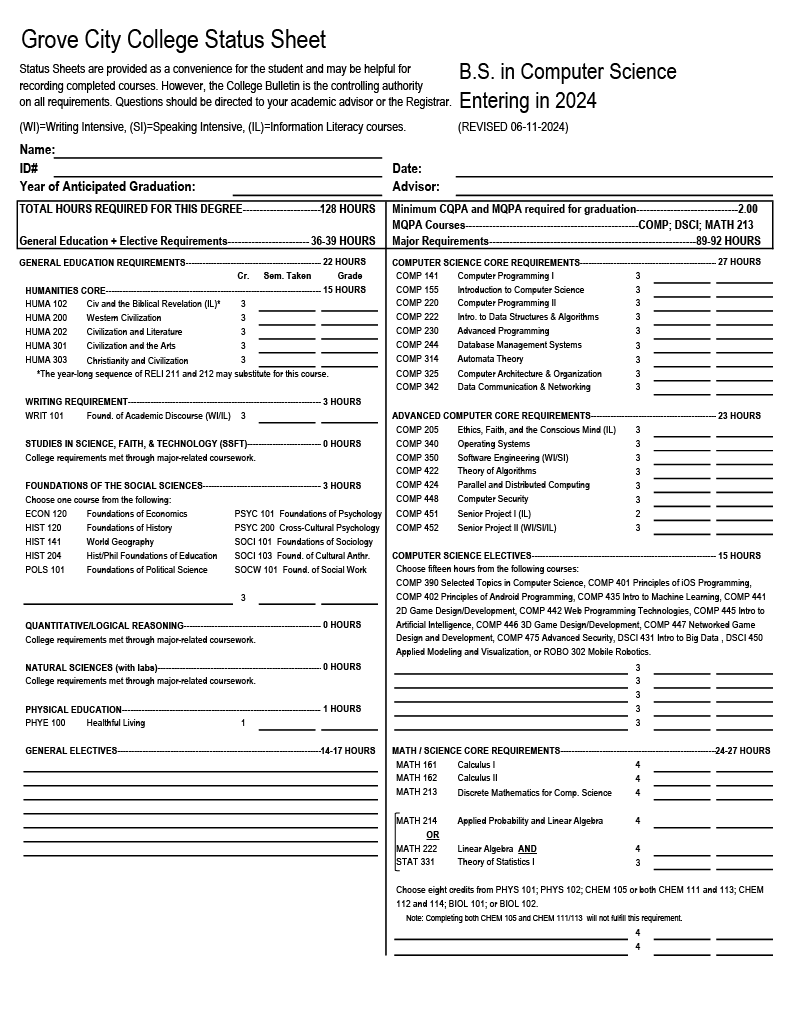 Grove City College Status Sheet
Status Sheets are provided as a convenience for the student and may be helpful for
recording completed courses. However, the College Bulletin is the controlling authority
on all requirements. Questions should be directed to your academic advisor or the Registrar.
B.S. in Computer Science
Entering in 2024
(WI)=Writing Intensive, (SI)=Speaking Intensive, (IL)=Information Literacy courses.
(REVISED 06-11-2024)
Name:
ID#
Date:
Year of Anticipated Graduation:
Advisor:
TOTAL HOURS REQUIRED FOR THIS DEGREE------------------------128 HOURS
General Education + Elective Requirements------------------------- 36-39 HOURS
Minimum CQPA and MQPA required for graduation-------------------------------2.00
MQPA Courses------------------------------------------------------COMP; DSCI; MATH 213
Major Requirements----------------------------------------------------------------89-92 HOURS
GENERAL EDUCATION REQUIREMENTS------------------------------------------------ 22 HOURS
Cr. Sem. Taken Grade
HUMANITIES CORE---------------------------------------------------------------------------- 15 HOURS
HUMA 102 Civ and the Biblical Revelation (IL)* 3
HUMA 200 Western Civilization 3
HUMA 202 Civilization and Literature 3
HUMA 301 Civilization and the Arts 3
HUMA 303 Christianity and Civilization 3
*The year-long sequence of RELI 211 and 212 may substitute for this course.
WRITING REQUIREMENT-------------------------------------------------------------------- 3 HOURS
WRIT 101 Found. of Academic Discourse (WI/IL) 3
STUDIES IN SCIENCE, FAITH, & TECHNOLOGY (SSFT)-------------------------- 0 HOURS
College requirements met through major-related coursework.
FOUNDATIONS OF THE SOCIAL SCIENCES------------------------------------------ 3 HOURS
Choose one course from the following:
ECON 120 Foundations of Economics PSYC 101 Foundations of Psychology
HIST 120 Foundations of History PSYC 200 Cross-Cultural Psychology
HIST 141 World Geography SOCI 101 Foundations of Sociology
HIST 204 Hist/Phil Foundations of Education SOCI 103 Found. of Cultural Anthr.
POLS 101 Foundations of Political Science SOCW 101 Found. of Social Work
3
QUANTITATIVE/LOGICAL REASONING------------------------------------------------ 0 HOURS
College requirements met through major-related coursework.
NATURAL SCIENCES (with labs)---------------------------------------------------------- 0 HOURS
College requirements met through major-related coursework.
PHYSICAL EDUCATION----------------------------------------------------------------------- 1 HOURS
PHYE 100 Healthful Living 1
GENERAL ELECTIVES-------------------------------------------------------------------------14-17 HOURS
COMPUTER SCIENCE CORE REQUIREMENTS---------------------------------------------- 27 HOURS
COMP 141 Computer Programming I 3
COMP 155 Introduction to Computer Science 3
COMP 220 Computer Programming II 3
COMP 222 Intro. to Data Structures & Algorithms 3
COMP 230 Advanced Programming 3
COMP 244 Database Management Systems 3
COMP 314 Automata Theory 3
COMP 325 Computer Architecture & Organization 3
COMP 342 Data Communication & Networking 3
ADVANCED COMPUTER CORE REQUIREMENTS--------------------------------------------- 23 HOURS
COMP 205 Ethics, Faith, and the Conscious Mind (IL) 3
COMP 340 Operating Systems 3
COMP 350 Software Engineering (WI/SI) 3
COMP 422 Theory of Algorithms 3
COMP 424 Parallel and Distributed Computing 3
COMP 448 Computer Security 3
COMP 451 Senior Project I (IL) 2
COMP 452 Senior Project II (WI/SI/IL) 3
COMPUTER SCIENCE ELECTIVES----------------------------------------------------------------- 15 HOURS
Choose fifteen hours from the following courses:
COMP 390 Selected Topics in Computer Science, COMP 401 Principles of iOS Programming,
COMP 402 Principles of Android Programming, COMP 435 Intro to Machine Learning, COMP 441
2D Game Design/Development, COMP 442 Web Programming Technologies, COMP 445 Intro to
Artificial Intelligence, COMP 446 3D Game Design/Development, COMP 447 Networked Game
Design and Development, COMP 475 Advanced Security, DSCI 431 Intro to Big Data , DSCI 450
Applied Modeling and Visualization, or ROBO 302 Mobile Robotics.
3
3
3
3
3
MATH / SCIENCE CORE REQUIREMENTS--------------------------------------------------------24-27 HOURS
MATH 161 Calculus I 4
MATH 162 Calculus II 4
MATH 213 Discrete Mathematics for Comp. Science 4
MATH 214 Applied Probability and Linear Algebra 4
OR
MATH 222 Linear Algebra AND 4
STAT 331 Theory of Statistics I 3
Choose eight credits from PHYS 101; PHYS 102; CHEM 105 or both CHEM 111 and 113; CHEM
112 and 114; BIOL 101; or BIOL 102.
Note: Completing both CHEM 105 and CHEM 111/113 will not fulfill this requirement.
4
4